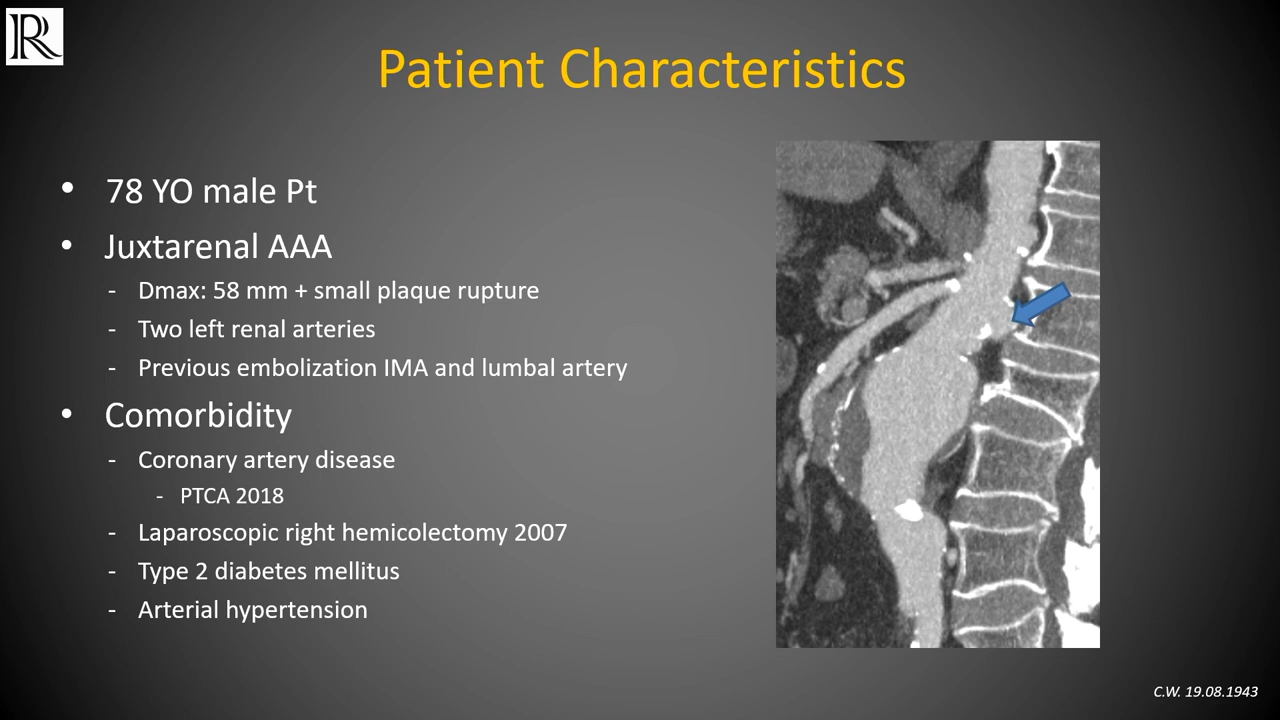 R
Patient Characteristics
• 78 YO male Pt
• Juxtarenal AAA
- Dmax: 58 mm + small plaque rupture
- Two left renal arteries
- Previous embolization IMA and lumbal artery
• Comorbidity
- Coronary artery disease
- PTCA 2018
- Laparoscopic right hemicolectomy 2007
- Type 2 diabetes mellitus
- Arterial hypertension
C.W. 19.08.1943